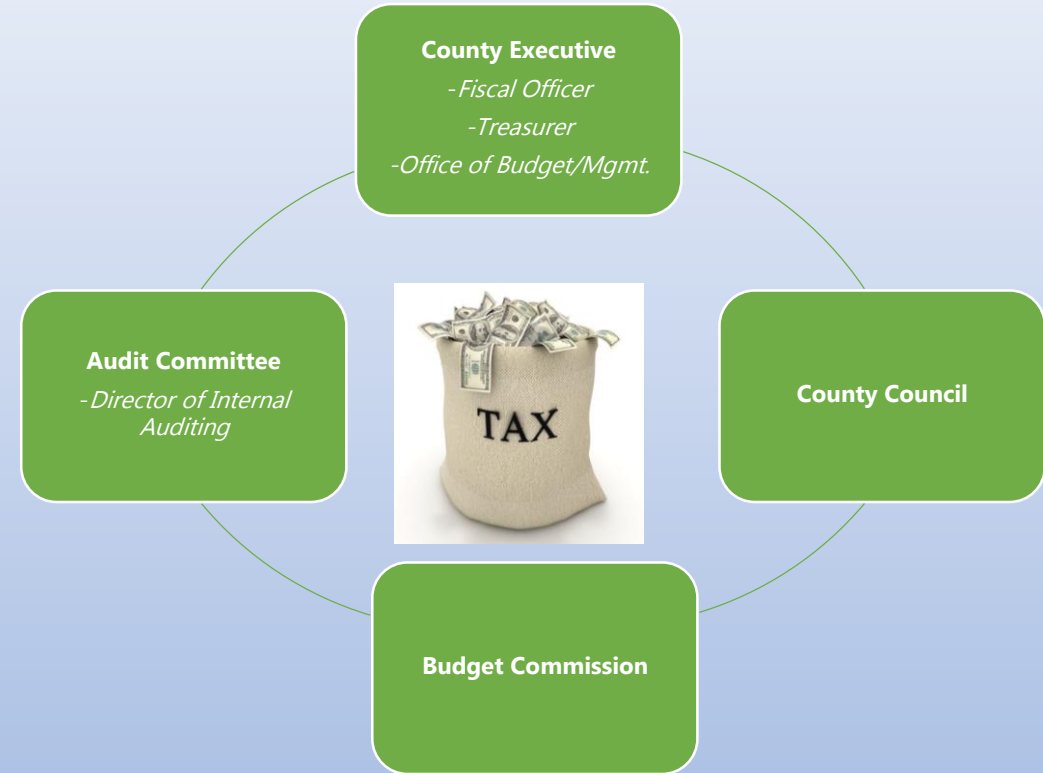 County Executive
-Fiscal Officer
-Treasurer
-Office of Budget/Mgmt.
Audit Committee
-Director of Internal
Auditing
TAX
County Council
Budget Commission